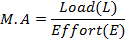 M.A = Load(L) / Effort(E)